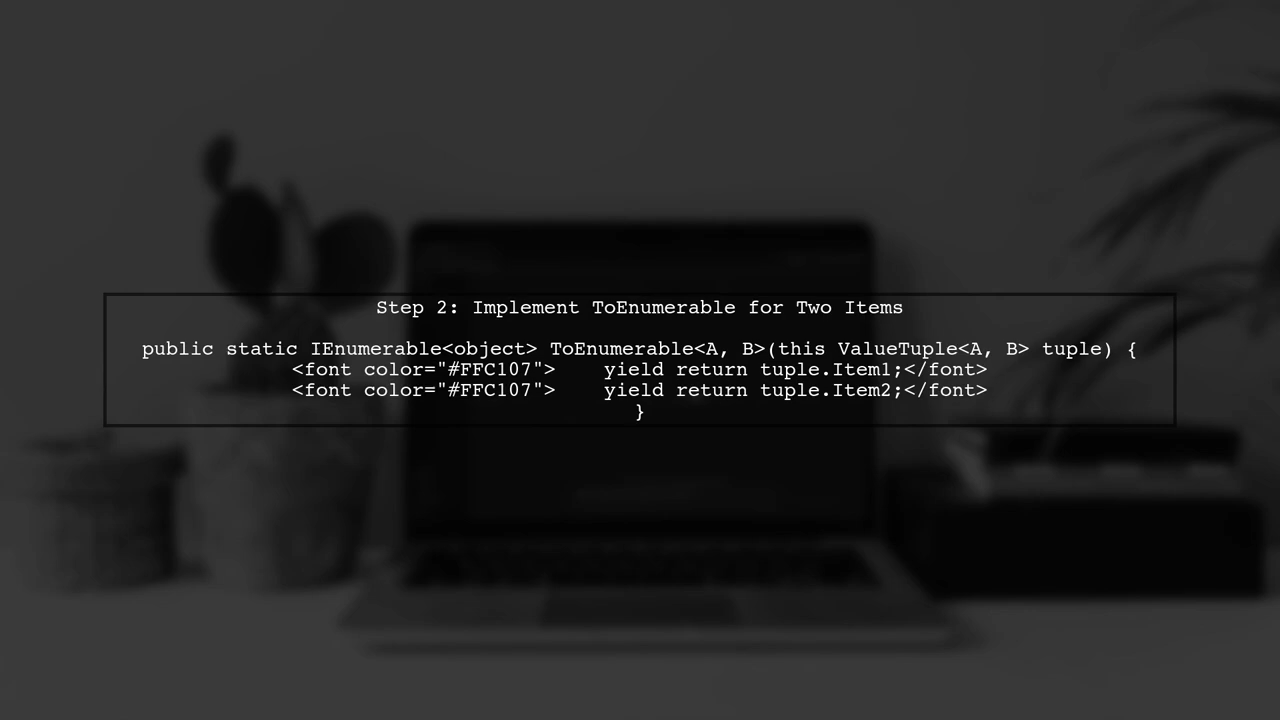 Step 2: Implement ToEnumerable for Two Items
public static IEnumerable<object> ToEnumerable<A, B>(this ValueTuple<A, B> tuple) {
<font color="#FFC107">    yield return tuple.Item1;</font>
<font color="#FFC107">    yield return tuple.Item2;</font>
}